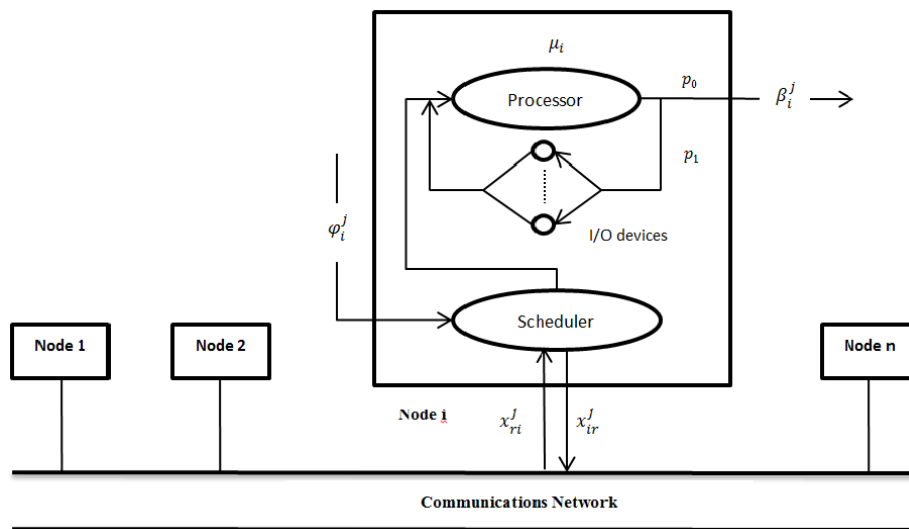 μᵢ
Processor
p₀
βᵢʲ
p₁
φᵢʲ
I/O devices
Scheduler
Node 1
Node 2
Node n
Node i
xᵣᵢʲ
xᵢᵣʲ
Communications Network